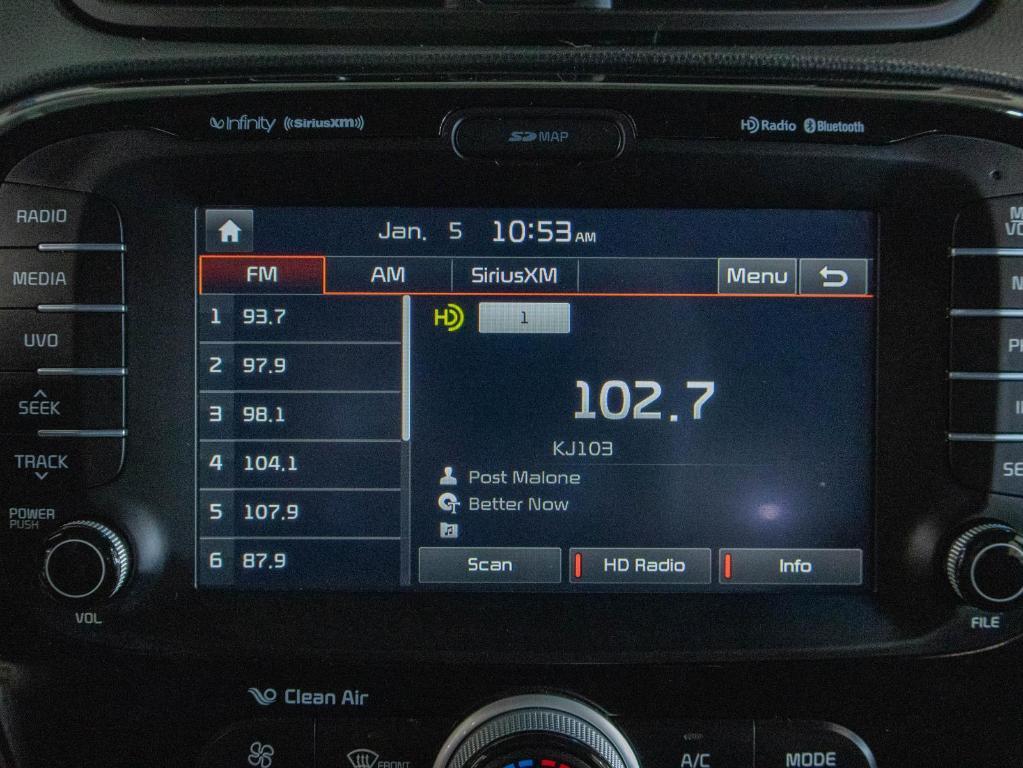 Infinity SiriusXM
SD MAP
HD Radio Bluetooth
RADIO
MEDIA
UVO
SEEK
TRACK
POWER
PUSH
VOL
Jan. 5 10:53 AM
FM AM SiriusXM Menu
1 93.7
2 97.9
3 98.1
4 104.1
5 107.9
6 87.9
HD 1
102.7
KJ103
Post Malone
Better Now
Scan HD Radio Info
FILE
Clean Air
FRONT
A/C
MODE